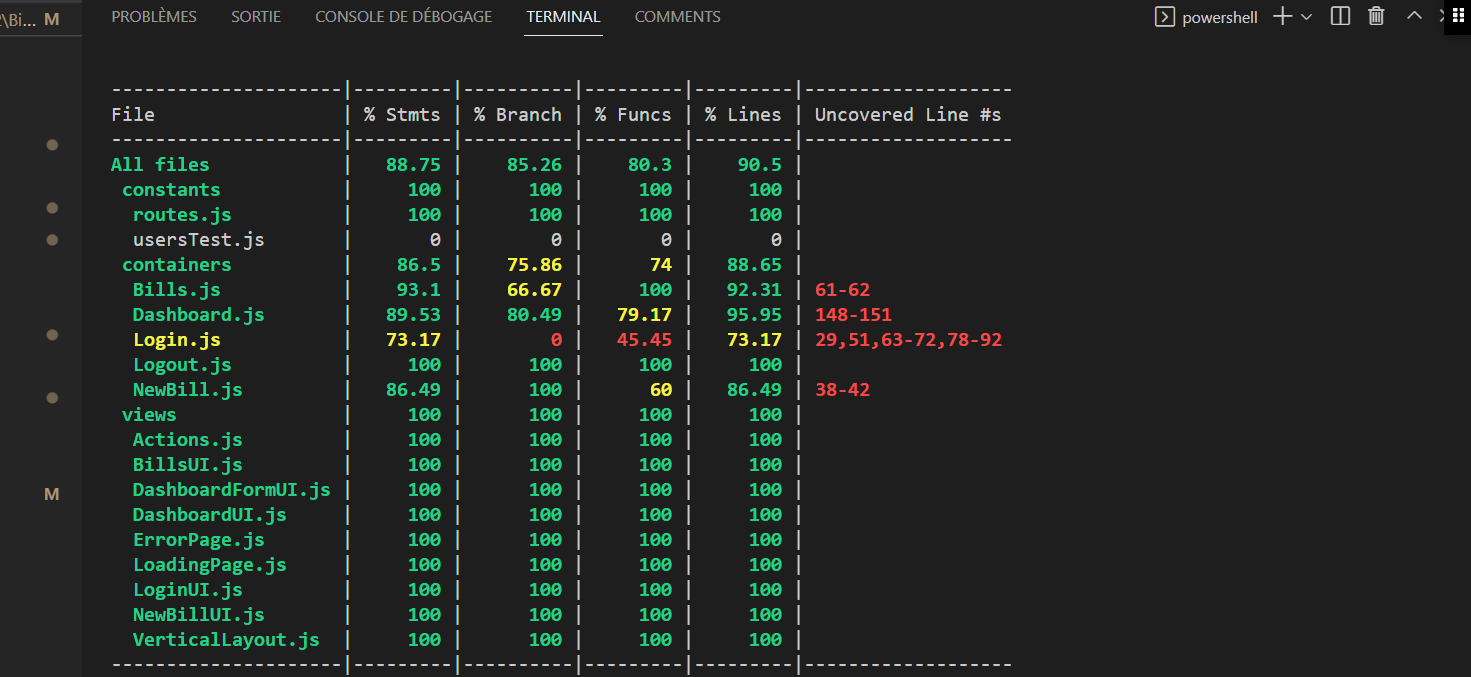 2\Bi... M
PROBLÈMES SORTIE CONSOLE DE DÉBOGAGE TERMINAL COMMENTS powershell
---------------------|---------|----------|---------|---------|-------------------
File | % Stmts | % Branch | % Funcs | % Lines | Uncovered Line #s
---------------------|---------|----------|---------|---------|-------------------
All files | 88.75 | 85.26 | 80.3 | 90.5 |
constants | 100 | 100 | 100 | 100 |
routes.js | 100 | 100 | 100 | 100 |
usersTest.js | 0 | 0 | 0 | 0 |
containers | 86.5 | 75.86 | 74 | 88.65 |
Bills.js | 93.1 | 66.67 | 100 | 92.31 | 61-62
Dashboard.js | 89.53 | 80.49 | 79.17 | 95.95 | 148-151
Login.js | 73.17 | 0 | 45.45 | 73.17 | 29,51,63-72,78-92
Logout.js | 100 | 100 | 100 | 100 |
NewBill.js | 86.49 | 100 | 60 | 86.49 | 38-42
views | 100 | 100 | 100 | 100 |
Actions.js | 100 | 100 | 100 | 100 |
BillsUI.js | 100 | 100 | 100 | 100 |
DashboardFormUI.js | 100 | 100 | 100 | 100 |
M
DashboardUI.js | 100 | 100 | 100 | 100 |
ErrorPage.js | 100 | 100 | 100 | 100 |
LoadingPage.js | 100 | 100 | 100 | 100 |
LoginUI.js | 100 | 100 | 100 | 100 |
NewBillUI.js | 100 | 100 | 100 | 100 |
VerticalLayout.js | 100 | 100 | 100 | 100 |
---------------------|---------|----------|---------|---------|-------------------